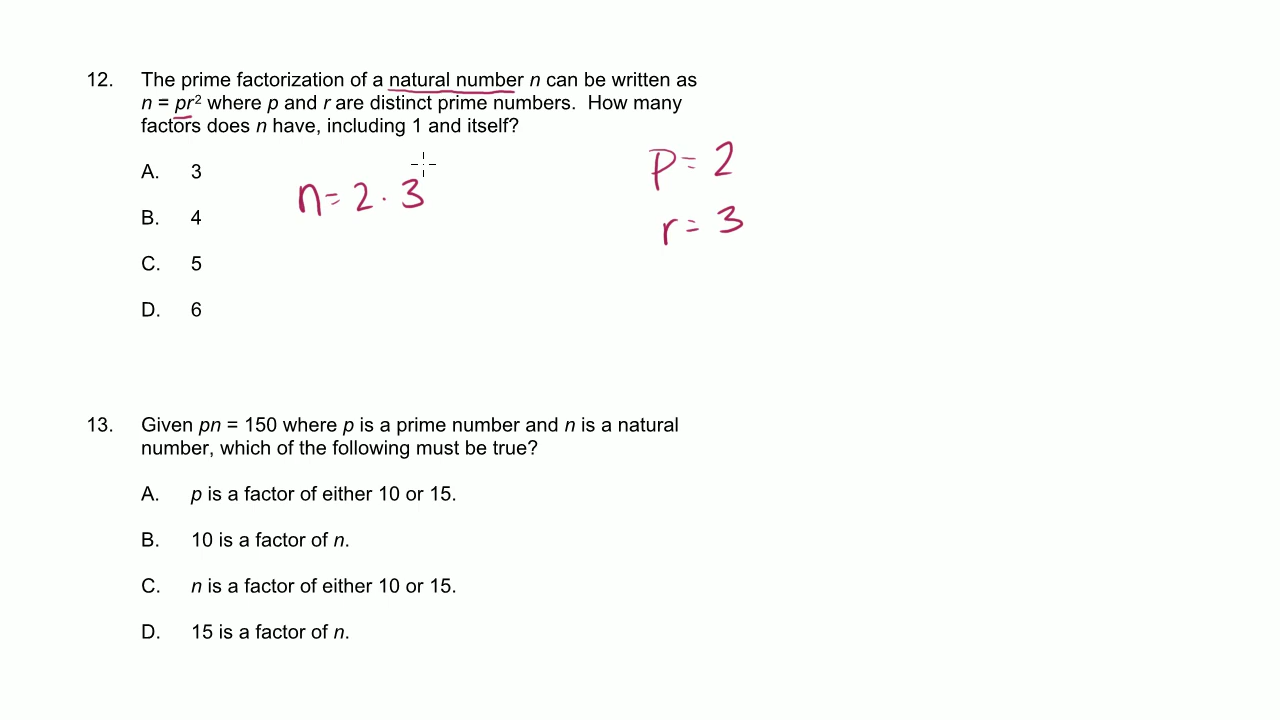 12. The prime factorization of a natural number n can be written as
n = pr² where p and r are distinct prime numbers. How many
factors does n have, including 1 and itself?
p = 2
A. 3
n = 2 · 3
B. 4
r = 3
C. 5
D. 6
13. Given pn = 150 where p is a prime number and n is a natural
number, which of the following must be true?
A. p is a factor of either 10 or 15.
B. 10 is a factor of n.
C. n is a factor of either 10 or 15.
D. 15 is a factor of n.